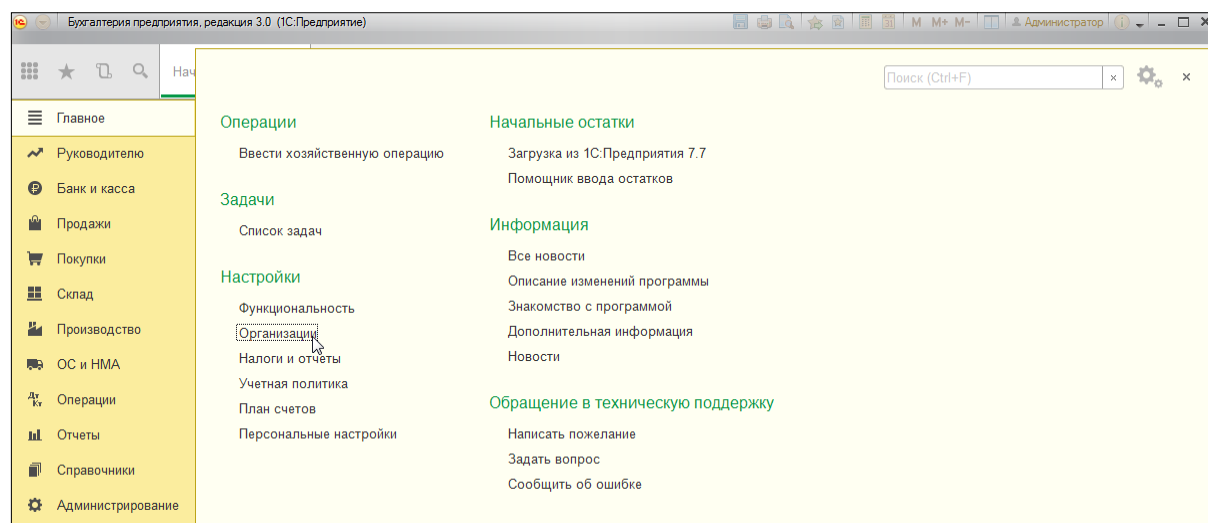 Бухгалтерия предприятия, редакция 3.0 (1С:Предприятие)
М М+ М- Администратор
Нач
Поиск (Ctrl+F)
Главное
Руководителю
Банк и касса
Продажи
Покупки
Склад
Производство
ОС и НМА
Операции
Отчеты
Справочники
Администрирование
Операции
Ввести хозяйственную операцию
Задачи
Список задач
Настройки
Функциональность
Организации
Налоги и отчеты
Учетная политика
План счетов
Персональные настройки
Начальные остатки
Загрузка из 1С:Предприятия 7.7
Помощник ввода остатков
Информация
Все новости
Описание изменений программы
Знакомство с программой
Дополнительная информация
Новости
Обращение в техническую поддержку
Написать пожелание
Задать вопрос
Сообщить об ошибке